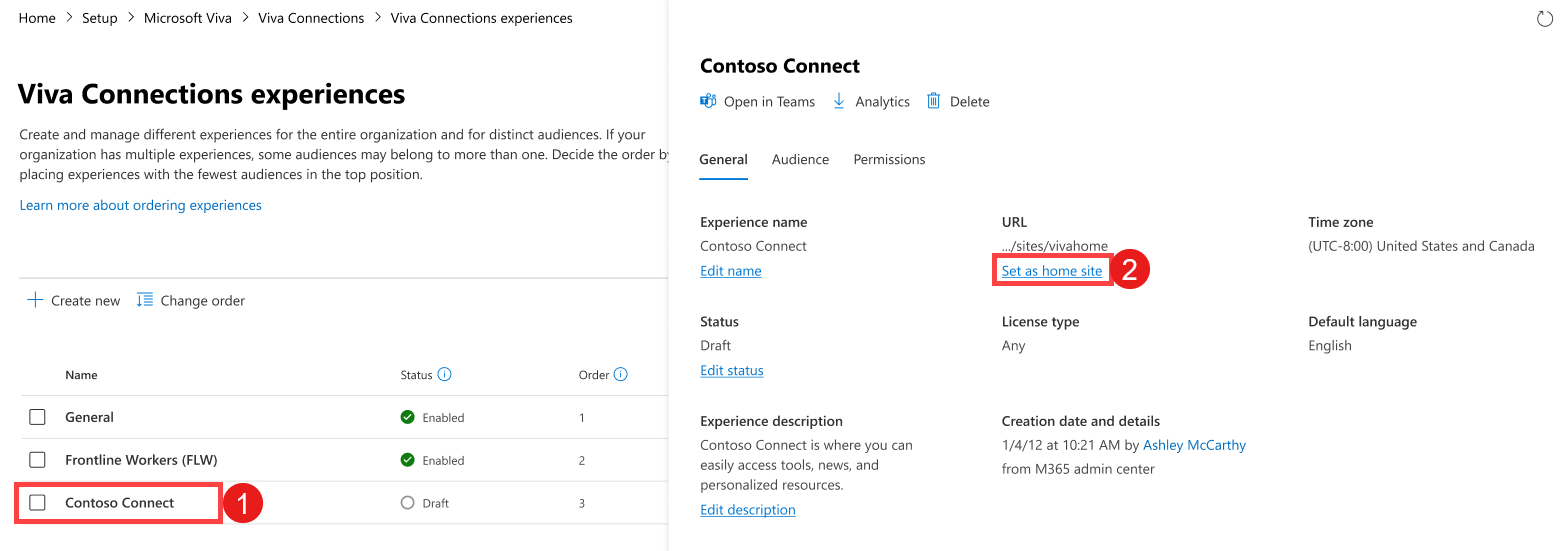 Home > Setup > Microsoft Viva > Viva Connections > Viva Connections experiences
Viva Connections experiences
Create and manage different experiences for the entire organization and for distinct audiences. If your
organization has multiple experiences, some audiences may belong to more than one. Decide the order by
placing experiences with the fewest audiences in the top position.
Learn more about ordering experiences
Create new Change order
Name Status Order
General Enabled 1
Frontline Workers (FLW) Enabled 2
Contoso Connect 1 Draft 3
Contoso Connect
Open in Teams Analytics Delete
General Audience Permissions
Experience name URL Time zone
Contoso Connect .../sites/vivahome (UTC-8:00) United States and Canada
Edit name Set as home site 2
Status License type Default language
Draft Any English
Edit status
Experience description Creation date and details
Contoso Connect is where you can 1/4/12 at 10:21 AM by Ashley McCarthy
easily access tools, news, and from M365 admin center
personalized resources.
Edit description